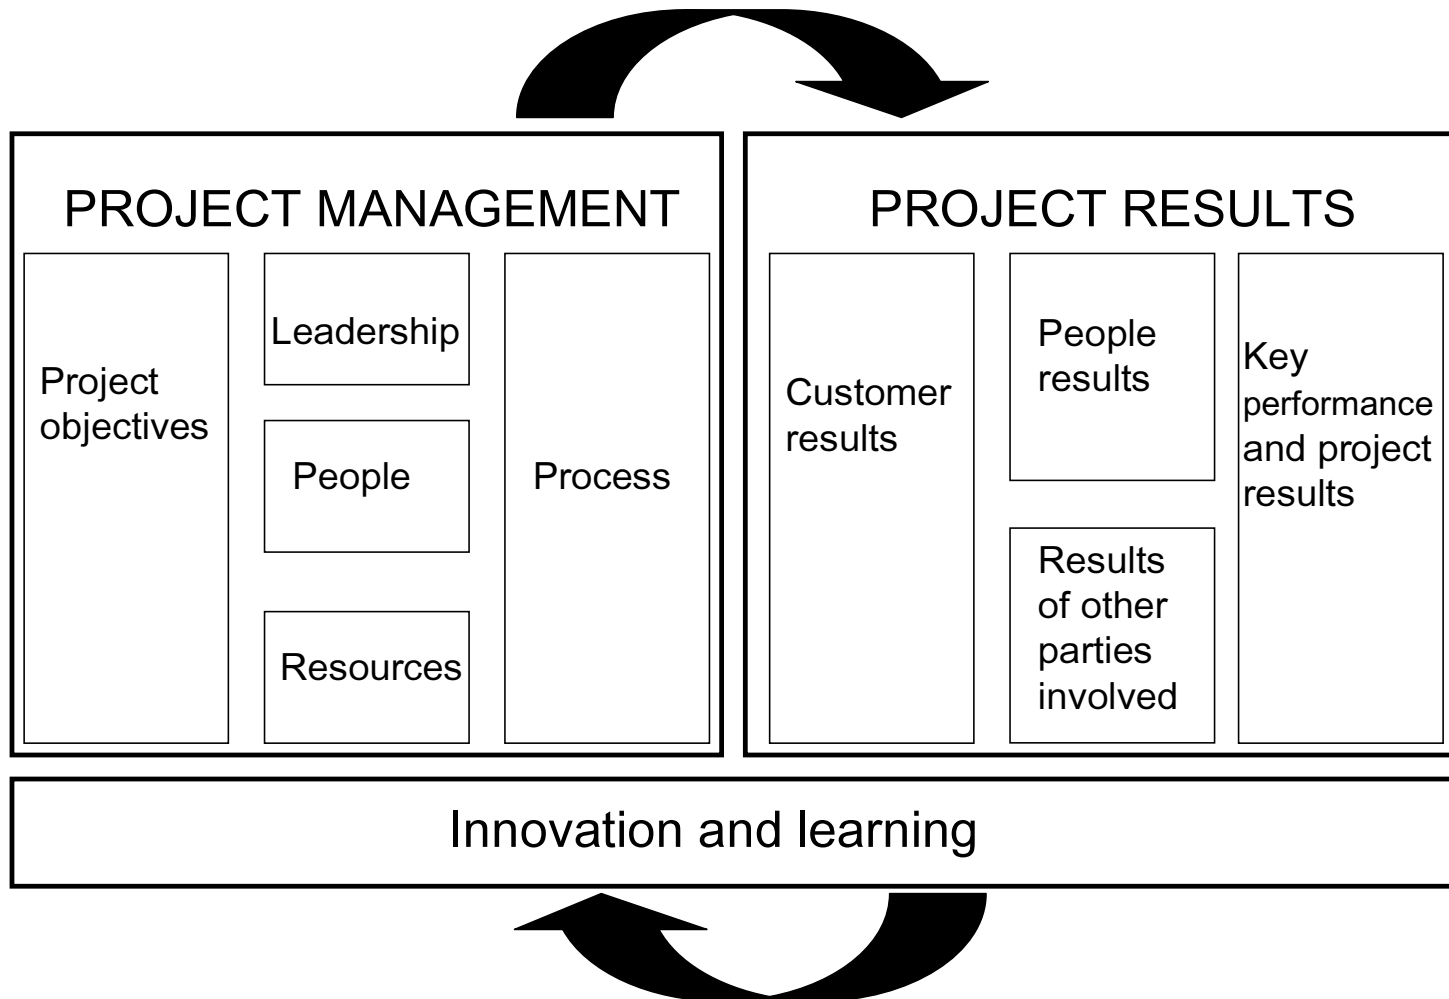 PROJECT MANAGEMENT
Project
objectives
Leadership
People
Resources
Process
PROJECT RESULTS
Customer
results
People
results
Results
of other
parties
involved
Key
performance
and project
results
Innovation and learning